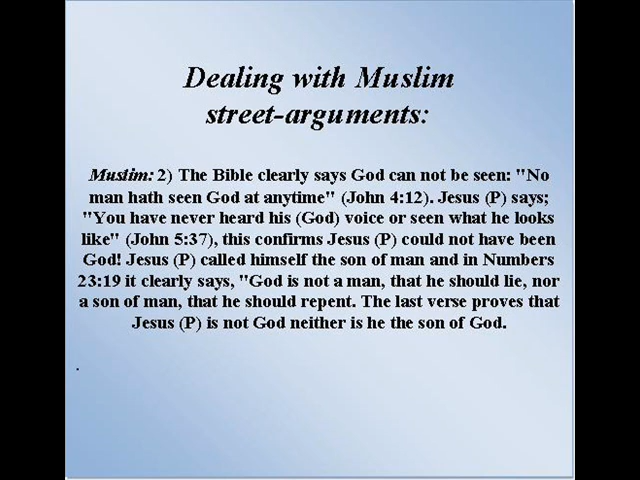 Dealing with Muslim
street-arguments:
Muslim: 2) The Bible clearly says God can not be seen: "No
man hath seen God at anytime" (John 4:12). Jesus (P) says;
"You have never heard his (God) voice or seen what he looks
like" (John 5:37), this confirms Jesus (P) could not have been
God! Jesus (P) called himself the son of man and in Numbers
23:19 it clearly says, "God is not a man, that he should lie, nor
a son of man, that he should repent. The last verse proves that
Jesus (P) is not God neither is he the son of God.
.